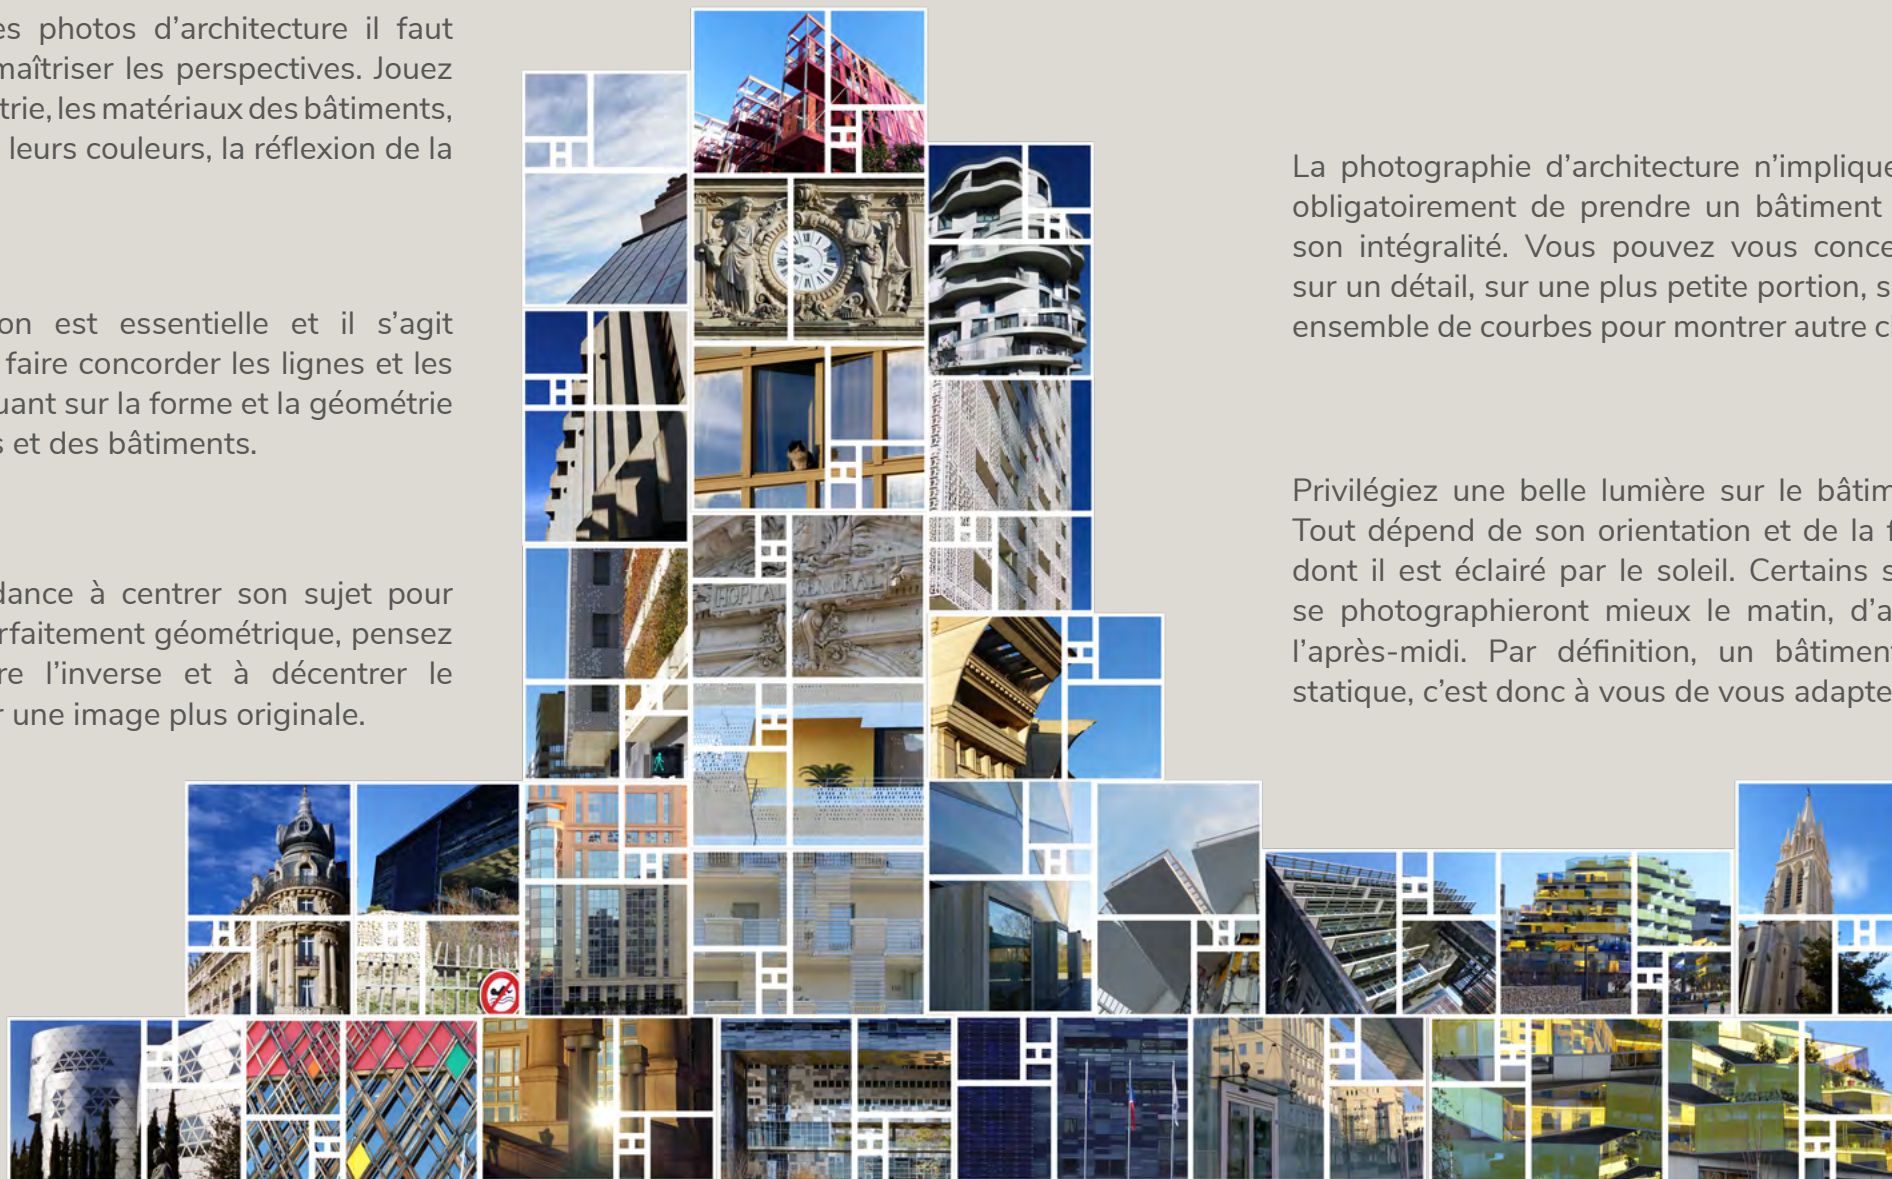 es photos d’architecture il faut
maîtriser les perspectives. Jouez
trie, les matériaux des bâtiments,
leurs couleurs, la réflexion de la
on est essentielle et il s’agit
faire concorder les lignes et les
uant sur la forme et la géométrie
s et des bâtiments.
dance à centrer son sujet pour
rfaitement géométrique, pensez
re l’inverse et à décentrer le
r une image plus originale.
HOPITAL GENERAL
La photographie d’architecture n’implique
obligatoirement de prendre un bâtiment
son intégralité. Vous pouvez vous conce
sur un détail, sur une plus petite portion, s
ensemble de courbes pour montrer autre c
Privilégiez une belle lumière sur le bâtim
Tout dépend de son orientation et de la f
dont il est éclairé par le soleil. Certains s
se photographieront mieux le matin, d’a
l’après-midi. Par définition, un bâtiment
statique, c’est donc à vous de vous adapte